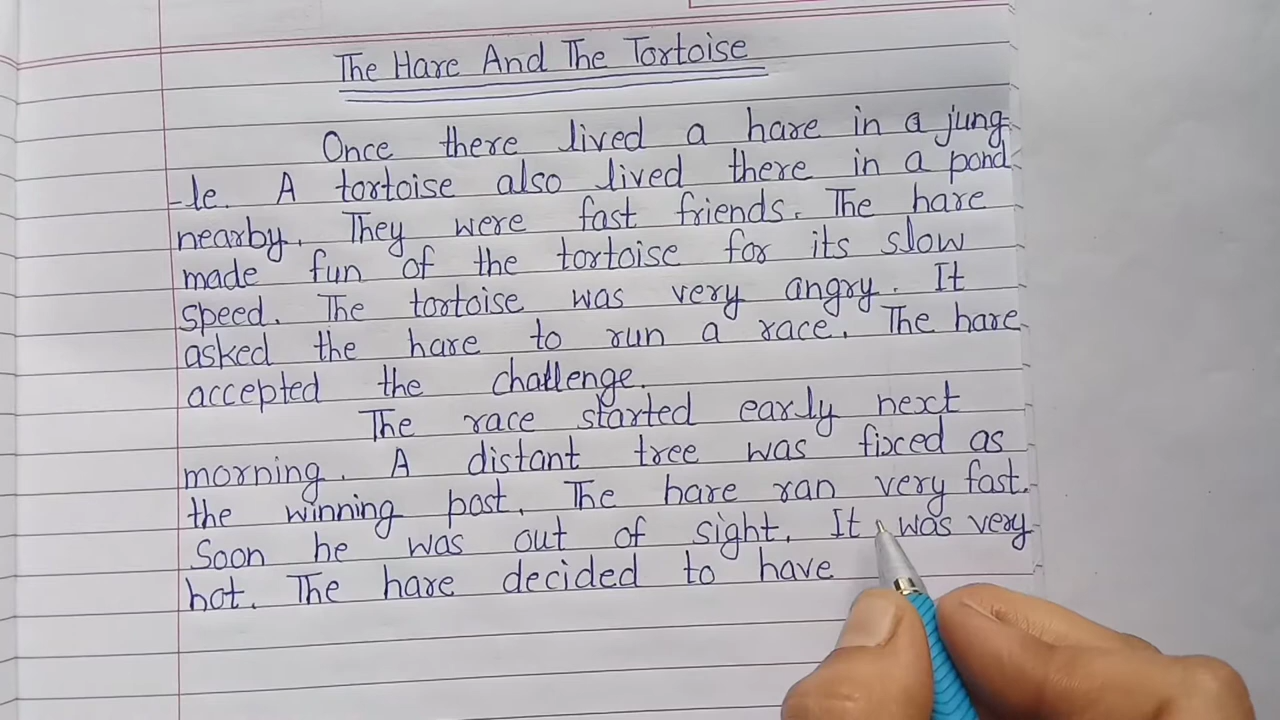 The Hare And The Tortoise
Once there lived a hare in a jung
-le. A tortoise also lived there in a pond
nearby. They were fast friends. The hare
made fun of the tortoise for its slow
speed. The tortoise was very angry. It
asked the hare to run a race. The hare
accepted the challenge.
The race started early next
morning. A distant tree was fixed as
the winning post. The hare ran very fast.
Soon he was out of sight. It was very
hot. The hare decided to have